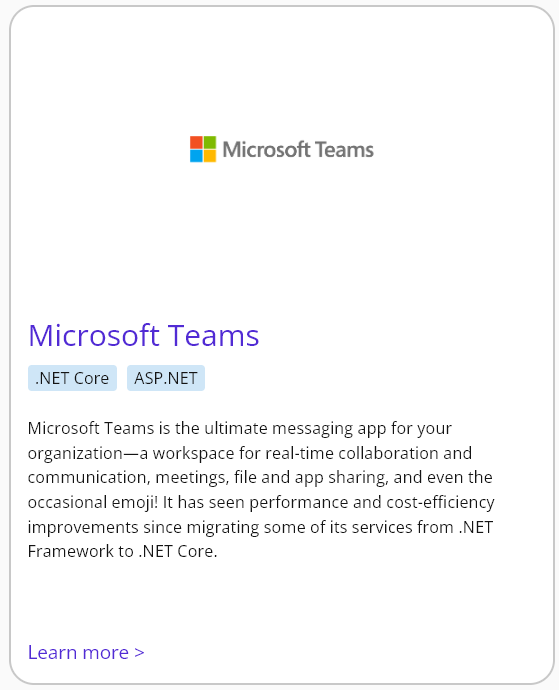 Microsoft Teams
Microsoft Teams
.NET Core ASP.NET
Microsoft Teams is the ultimate messaging app for your
organization—a workspace for real-time collaboration and
communication, meetings, file and app sharing, and even the
occasional emoji! It has seen performance and cost-efficiency
improvements since migrating some of its services from .NET
Framework to .NET Core.
Learn more >